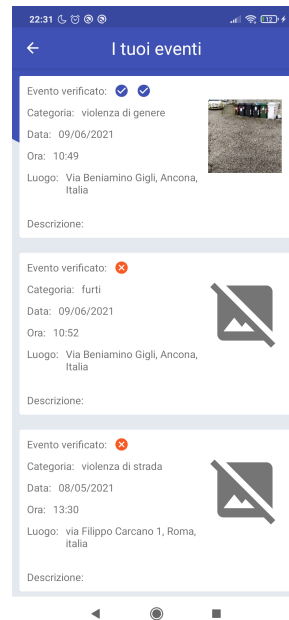 22:31
112
I tuoi eventi
Evento verificato:
Categoria: violenza di genere
Data: 09/06/2021
Ora: 10:49
Luogo: Via Beniamino Gigli, Ancona,
Italia
Descrizione:
Evento verificato:
Categoria: furti
Data: 09/06/2021
Ora: 10:52
Luogo: Via Beniamino Gigli, Ancona,
Italia
Descrizione:
Evento verificato:
Categoria: violenza di strada
Data: 08/05/2021
Ora: 13:30
Luogo: via Filippo Carcano 1, Roma,
italia
Descrizione: